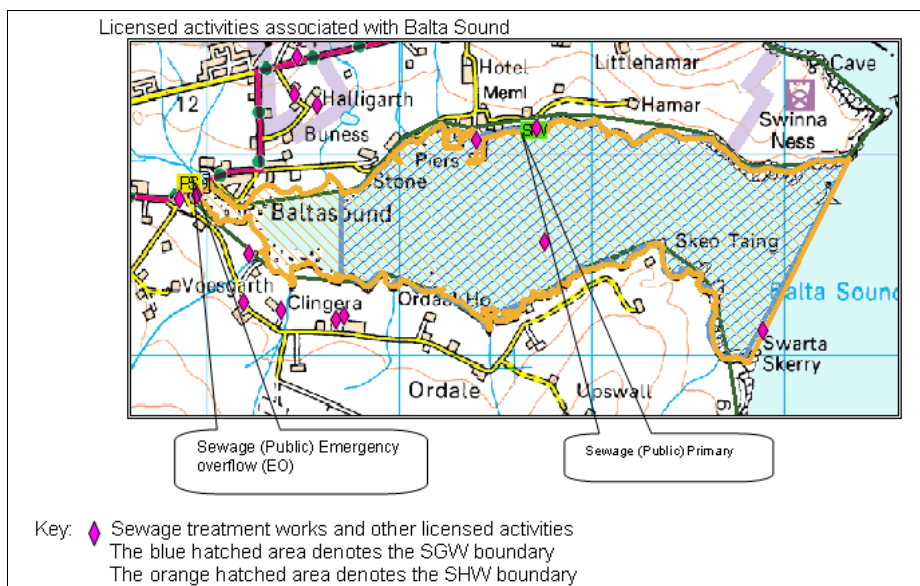 Licensed activities associated with Balta Sound
Hotel
Littlehamar
Cave
12
Halligarth
Meml
Hamar
Swinna
Ness
Buness
Piers
Stone
Baltasound
Skeo Taing
Voesgarth
Clingera
Ordaal Ho
Balta Sound
Swarta
Skerry
Ordale
Upswall
Sewage (Public) Emergency
overflow (EO)
Sewage (Public) Primary
Key:
Sewage treatment works and other licensed activities
The blue hatched area denotes the SGW boundary
The orange hatched area denotes the SHW boundary